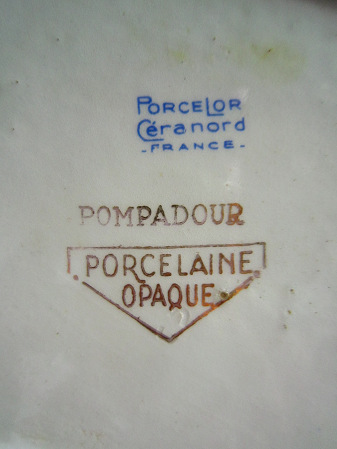 PORCELOR
Céranord
-FRANCE-
POMPADOUR
PORCELAINE
OPAQUE